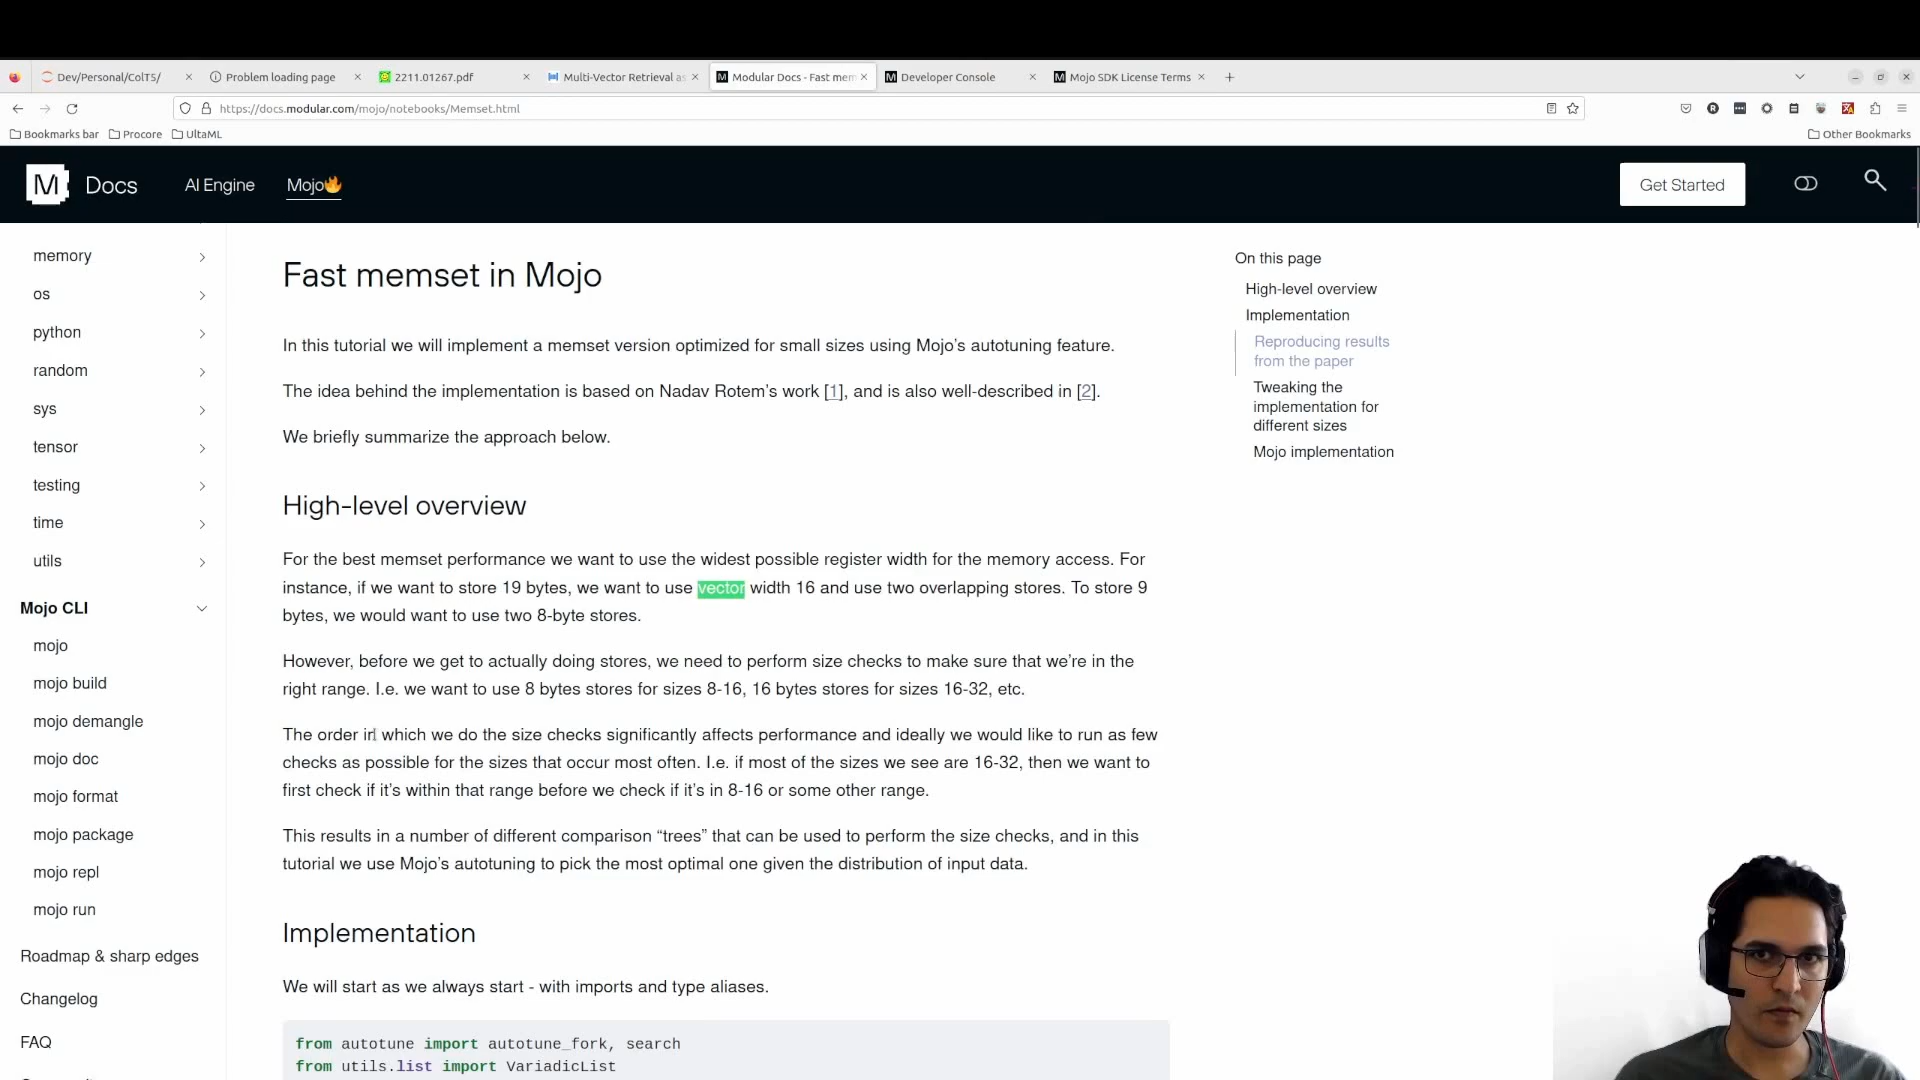 Dev/Personal/ColT5/
Problem loading page
2211.01267.pdf
Multi-Vector Retrieval as
Modular Docs - Fast mem
Developer Console
Mojo SDK License Terms
https://docs.modular.com/mojo/notebooks/Memset.html
Bookmarks bar
Procore
UltaML
Other Bookmarks
M Docs
AI Engine
Mojo🔥
Get Started
memory
os
python
random
sys
tensor
testing
time
utils
Mojo CLI
mojo
mojo build
mojo demangle
mojo doc
mojo format
mojo package
mojo repl
mojo run
Roadmap & sharp edges
Changelog
FAQ
Fast memset in Mojo
In this tutorial we will implement a memset version optimized for small sizes using Mojo’s autotuning feature.
The idea behind the implementation is based on Nadav Rotem’s work [1], and is also well-described in [2].
We briefly summarize the approach below.
High-level overview
For the best memset performance we want to use the widest possible register width for the memory access. For
instance, if we want to store 19 bytes, we want to use vector width 16 and use two overlapping stores. To store 9
bytes, we would want to use two 8-byte stores.
However, before we get to actually doing stores, we need to perform size checks to make sure that we’re in the
right range. I.e. we want to use 8 bytes stores for sizes 8-16, 16 bytes stores for sizes 16-32, etc.
The order in which we do the size checks significantly affects performance and ideally we would like to run as few
checks as possible for the sizes that occur most often. I.e. if most of the sizes we see are 16-32, then we want to
first check if it’s within that range before we check if it’s in 8-16 or some other range.
This results in a number of different comparison “trees” that can be used to perform the size checks, and in this
tutorial we use Mojo’s autotuning to pick the most optimal one given the distribution of input data.
Implementation
We will start as we always start - with imports and type aliases.
from autotune import autotune_fork, search
from utils.list import VariadicList
On this page
High-level overview
Implementation
Reproducing results
from the paper
Tweaking the
implementation for
different sizes
Mojo implementation